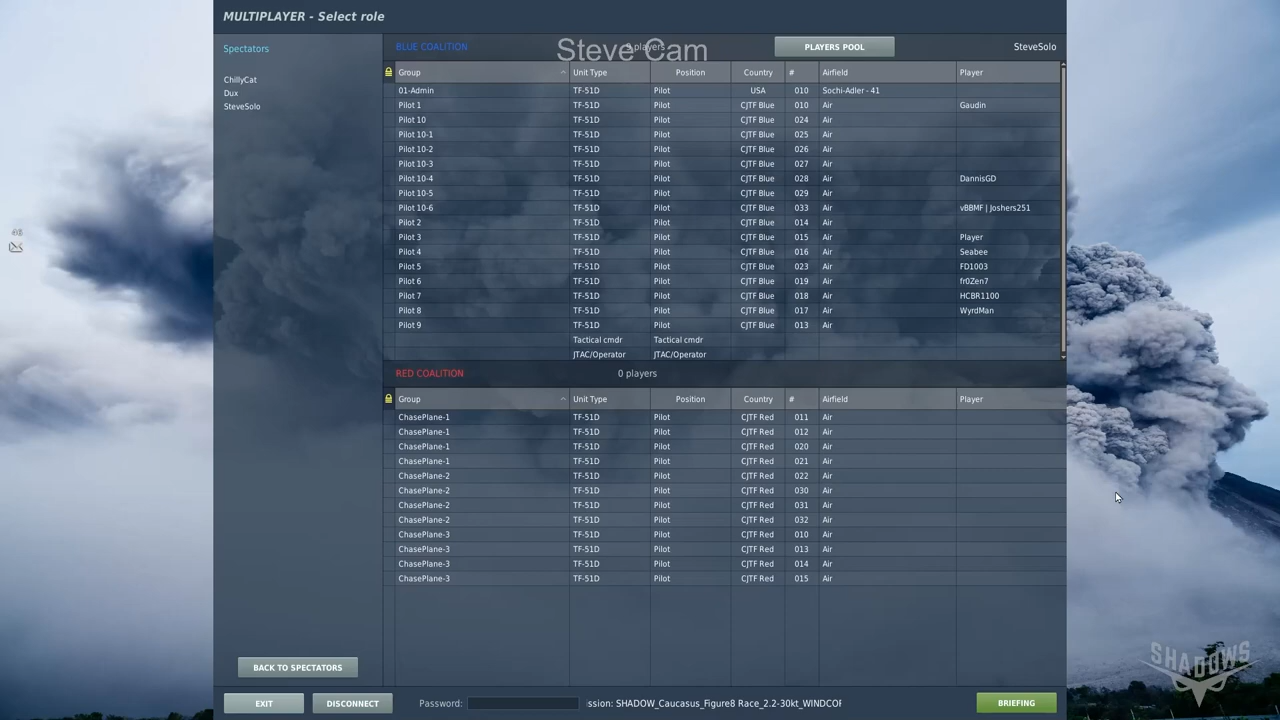 MULTIPLAYER - Select role
Spectators
ChillyCat
Dux
SteveSolo
BLUE COALITION players PLAYERS POOL SteveSolo
Steve Cam
Group Unit Type Position Country # Airfield Player
01-Admin TF-51D Pilot USA 010 Sochi-Adler - 41
Pilot 1 TF-51D Pilot CJTF Blue 010 Air Gaudin
Pilot 10 TF-51D Pilot CJTF Blue 024 Air
Pilot 10-1 TF-51D Pilot CJTF Blue 025 Air
Pilot 10-2 TF-51D Pilot CJTF Blue 026 Air
Pilot 10-3 TF-51D Pilot CJTF Blue 027 Air
Pilot 10-4 TF-51D Pilot CJTF Blue 028 Air DannisGD
Pilot 10-5 TF-51D Pilot CJTF Blue 029 Air
Pilot 10-6 TF-51D Pilot CJTF Blue 033 Air vBBMF | Joshers251
Pilot 2 TF-51D Pilot CJTF Blue 014 Air
Pilot 3 TF-51D Pilot CJTF Blue 015 Air Player
Pilot 4 TF-51D Pilot CJTF Blue 016 Air Seabee
Pilot 5 TF-51D Pilot CJTF Blue 023 Air FD1003
Pilot 6 TF-51D Pilot CJTF Blue 019 Air fr0Zen7
Pilot 7 TF-51D Pilot CJTF Blue 018 Air HCBR1100
Pilot 8 TF-51D Pilot CJTF Blue 017 Air WyrdMan
Pilot 9 TF-51D Pilot CJTF Blue 013 Air
Tactical cmdr Tactical cmdr
JTAC/Operator JTAC/Operator
RED COALITION 0 players
Group Unit Type Position Country # Airfield Player
ChasePlane-1 TF-51D Pilot CJTF Red 011 Air
ChasePlane-1 TF-51D Pilot CJTF Red 012 Air
ChasePlane-1 TF-51D Pilot CJTF Red 020 Air
ChasePlane-1 TF-51D Pilot CJTF Red 021 Air
ChasePlane-2 TF-51D Pilot CJTF Red 022 Air
ChasePlane-2 TF-51D Pilot CJTF Red 030 Air
ChasePlane-2 TF-51D Pilot CJTF Red 031 Air
ChasePlane-2 TF-51D Pilot CJTF Red 032 Air
ChasePlane-3 TF-51D Pilot CJTF Red 010 Air
ChasePlane-3 TF-51D Pilot CJTF Red 013 Air
ChasePlane-3 TF-51D Pilot CJTF Red 014 Air
ChasePlane-3 TF-51D Pilot CJTF Red 015 Air
46
BACK TO SPECTATORS
EXIT DISCONNECT Password: ssion: SHADOW_Caucasus_Figure8 Race_2.2-30kt_WINDCOF BRIEFING
SHADOWS